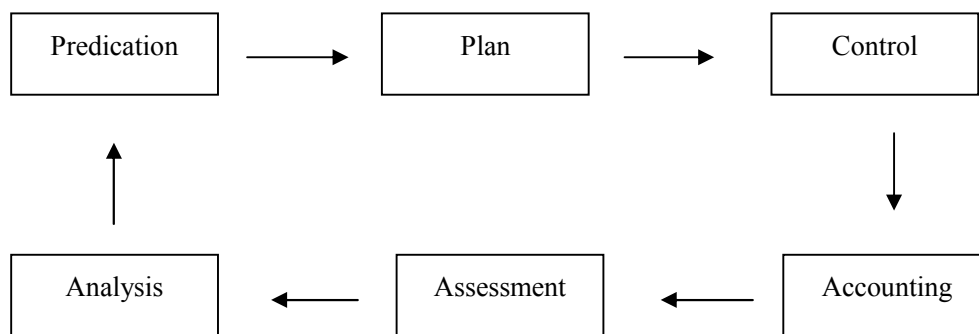 Predication
Plan
Control
Analysis
Assessment
Accounting